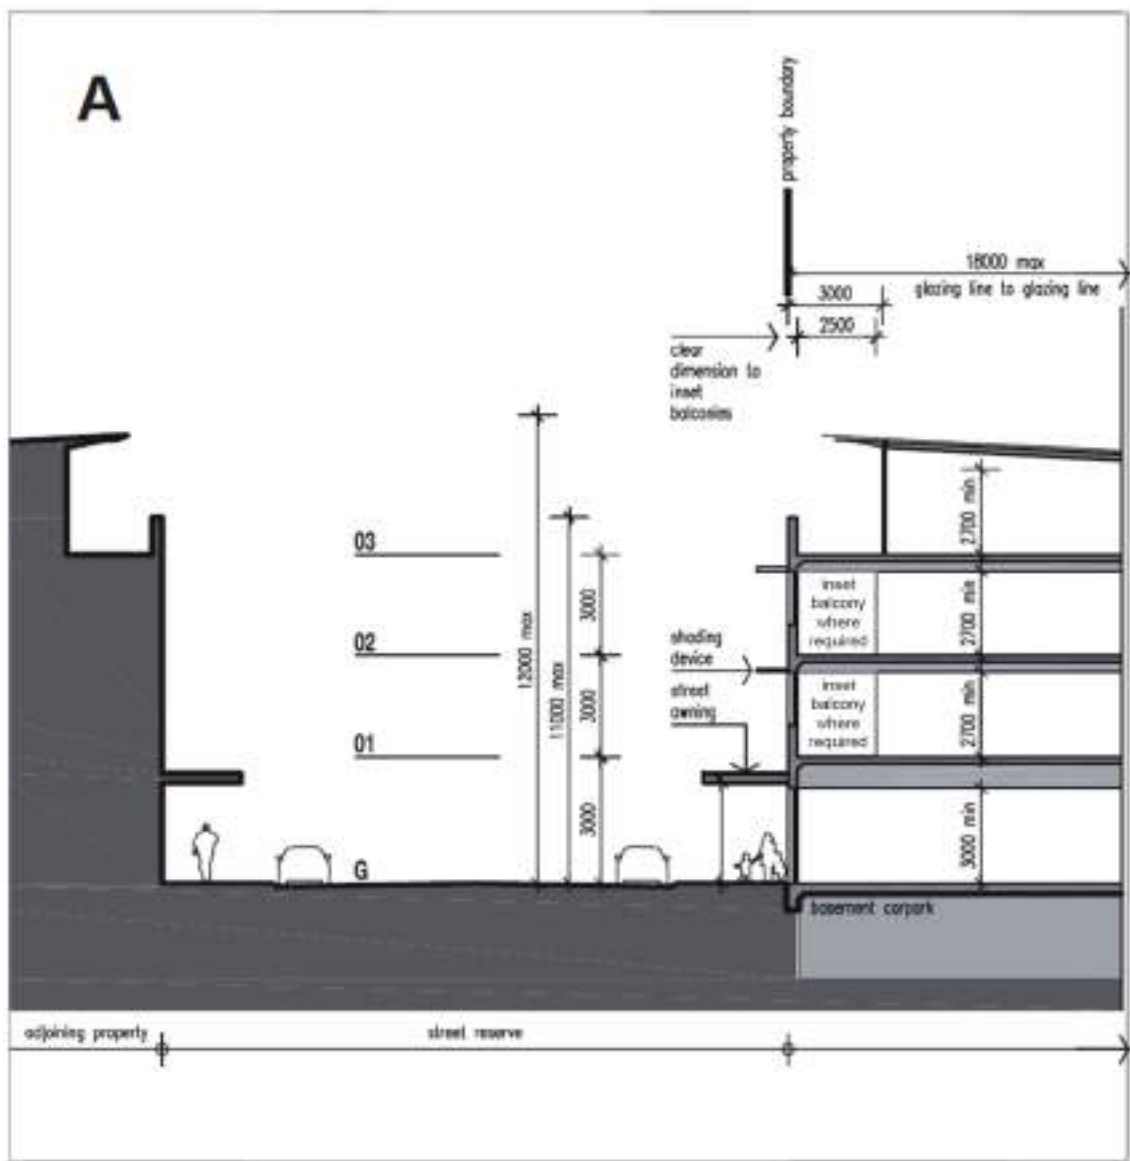 A
property boundary
18000 max
3000
glazing line to glazing line
2500
clear
dimension to
inset
balconies
12000 max
11000 max
03
3000
02
3000
01
3000
G
shading
device
street
awning
2700 min
inset
balcony
where
required
2700 min
inset
balcony
where
required
2700 min
3000 min
basement carpark
adjoining property
street reserve